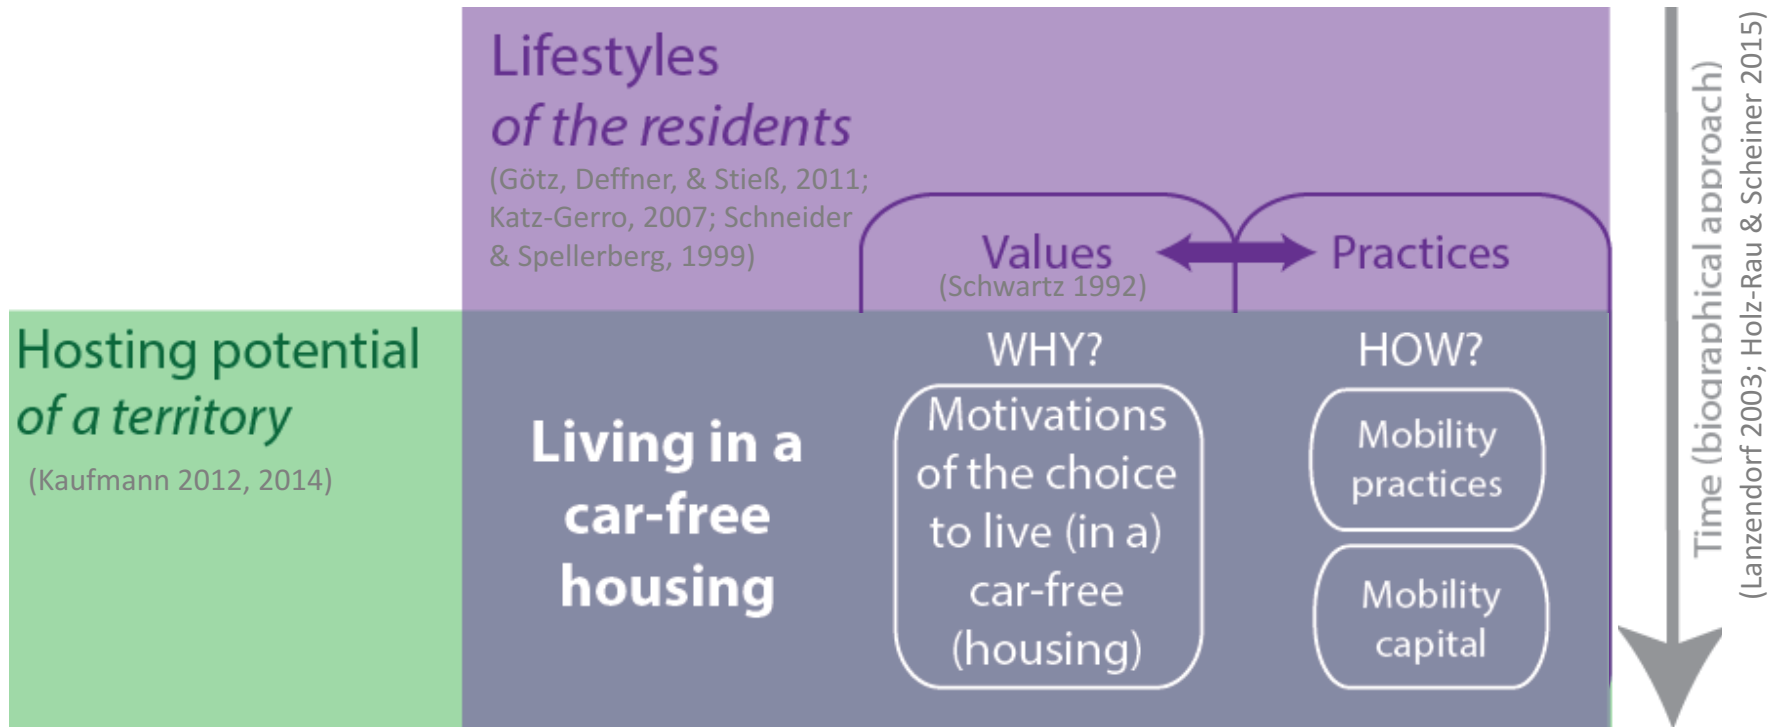 Lifestyles
of the residents
(Götz, Deffner, & Stieß, 2011;
Katz-Gerro, 2007; Schneider
& Spellerberg, 1999)
Values
(Schwartz 1992)
Practices
Hosting potential
of a territory
(Kaufmann 2012, 2014)
Living in a
car-free
housing
WHY?
Motivations
of the choice
to live (in a)
car-free
(housing)
HOW?
Mobility
practices
Mobility
capital
Time (biographical approach)
(Lanzendorf 2003; Holz-Rau & Scheiner 2015)